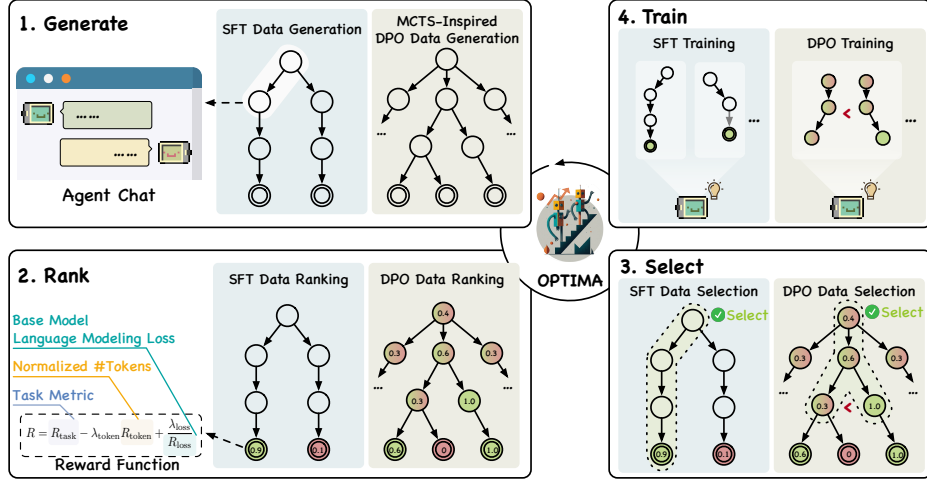 1. Generate
SFT Data Generation
MCTS-Inspired
DPO Data Generation
... ...
... ...
Agent Chat
...
...
2. Rank
SFT Data Ranking
DPO Data Ranking
Base Model
Language Modeling Loss
Normalized #Tokens
Task Metric
R = R_task − λ_token R_token + λ_loss / R_loss
Reward Function
0.9
0.1
0.4
0.3
0.6
0.3
...
...
0.3
1.0
0.6
0
1.0
OPTIMA
3. Select
SFT Data Selection
Select
0.9
0.1
DPO Data Selection
Select
0.4
0.3
0.6
0.3
...
...
0.3
<
1.0
0.6
0
1.0
4. Train
SFT Training
...
DPO Training
<
...